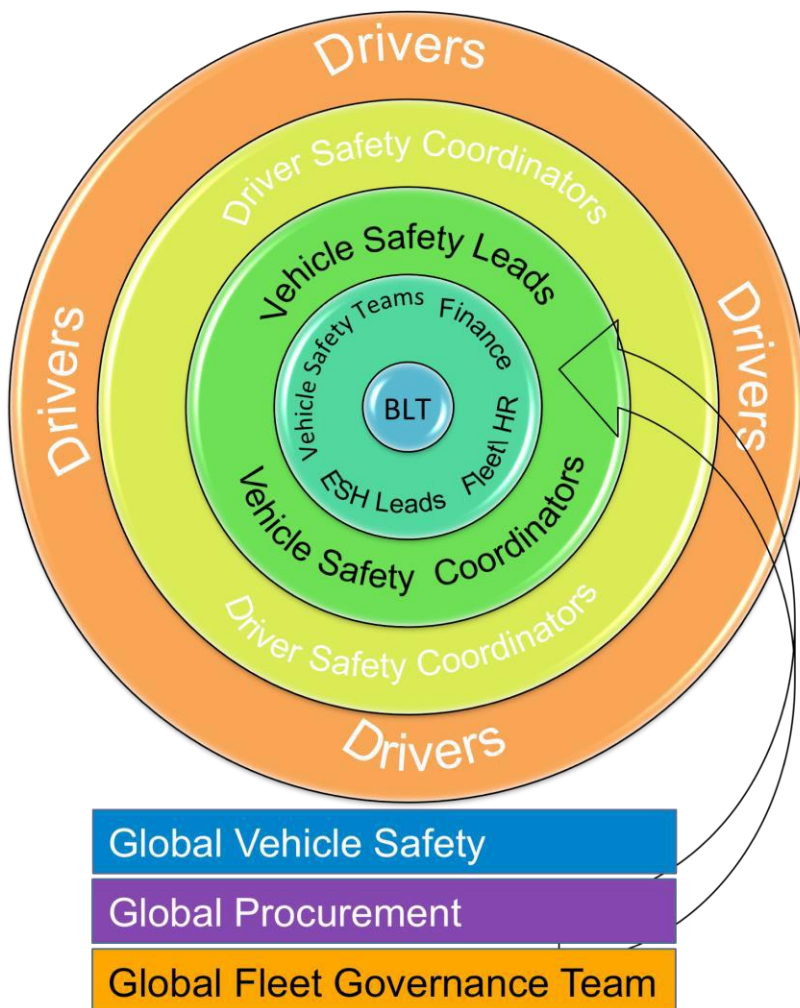 Drivers
Driver Safety Coordinators
Vehicle Safety Leads
Vehicle Safety Teams
Finance
Drivers
BLT
Drivers
ESH Leads
Fleet\ HR
Vehicle Safety Coordinators
Driver Safety Coordinators
Drivers
Global Vehicle Safety
Global Procurement
Global Fleet Governance Team